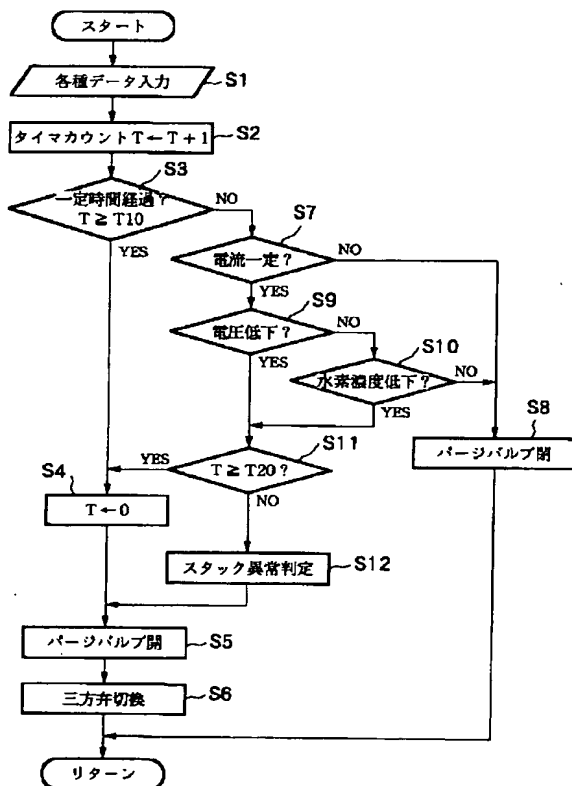 スタート
各種データ入力
S1
タイマカウントT←T+1
S2
S3
一定時間経過?
T≧T10
NO
YES
S7
電流一定?
NO
YES
S9
電圧低下?
NO
YES
S10
水素濃度低下?
NO
YES
S8
パージバルブ閉
S11
T≧T20?
YES
NO
S4
T←0
スタック異常判定
S12
パージバルブ開
S5
三方弁切換
S6
リターン